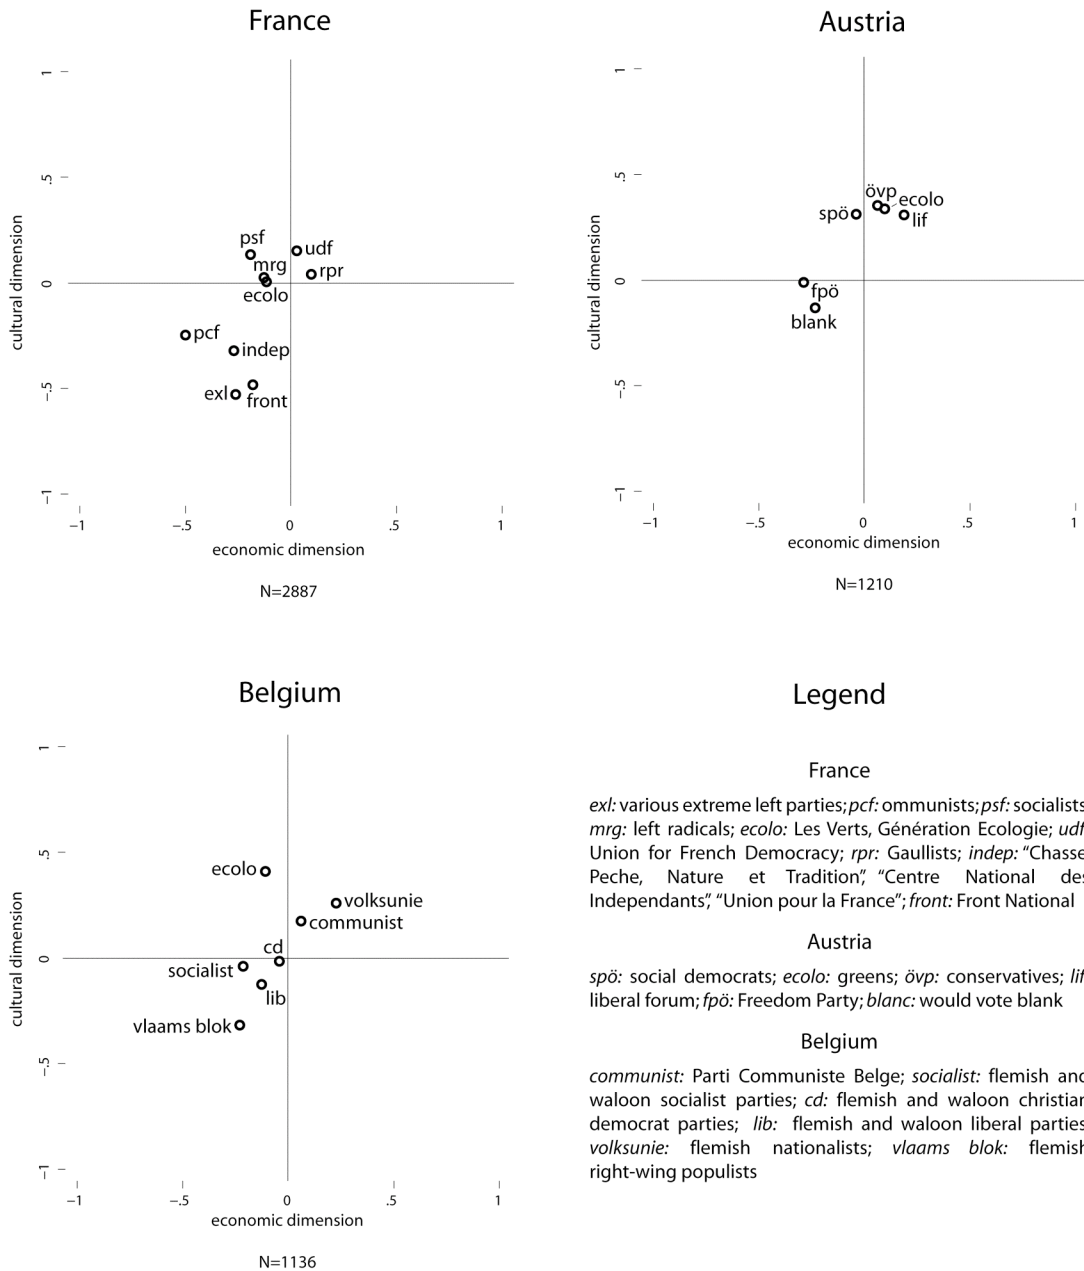 France
1
.5
0
−.5
−1
cultural dimension
psf
udf
mrg
rpr
ecolo
pcf
indep
exl
front
−1
−.5
0
.5
1
economic dimension
N=2887
Austria
1
.5
0
−.5
−1
cultural dimension
övp
ecolo
spö
lif
fpö
blank
−1
−.5
0
.5
1
economic dimension
N=1210
Belgium
1
.5
0
−.5
−1
cultural dimension
ecolo
volksunie
communist
cd
socialist
lib
vlaams blok
−1
−.5
0
.5
1
economic dimension
N=1136
Legend
France
exl: various extreme left parties; pcf: ommunists; psf: socialists
mrg: left radicals; ecolo: Les Verts, Génération Ecologie; udf
Union for French Democracy; rpr: Gaullists; indep: “Chasse
Peche, Nature et Tradition”, “Centre National des
Independants”, “Union pour la France”; front: Front National
Austria
spö: social democrats; ecolo: greens; övp: conservatives; lif
liberal forum; fpö: Freedom Party; blanc: would vote blank
Belgium
communist: Parti Communiste Belge; socialist: flemish and
waloon socialist parties; cd: flemish and waloon christian
democrat parties; lib: flemish and waloon liberal parties
volksunie: flemish nationalists; vlaams blok: flemish
right-wing populists